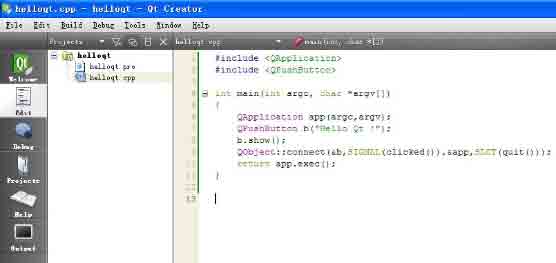 helloqt.cpp - helloqt - Qt Creator
File Edit Build Debug Tools Window Help
Projects helloqt.cpp main(int, char *[])
Welcome
Edit
Debug
Projects
Help
Output
helloqt
helloqt.pro
helloqt.cpp
#include <QApplication>
#include <QPushButton>
int main(int argc, char *argv[])
{
QApplication app(argc,argv);
QPushButton b("Hello Qt !");
b.show();
QObject::connect(&b,SIGNAL(clicked()),&app,SLOT(quit()));
return app.exec();
}
13